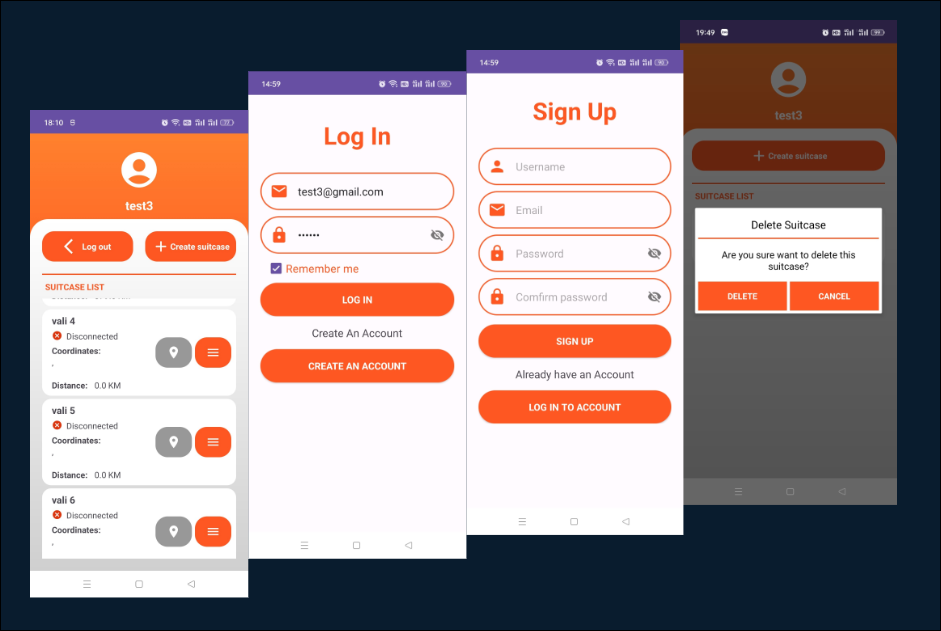 18:10
test3
Log out
Create suitcase
SUITCASE LIST
vali 4
Disconnected
Coordinates:
,
Distance: 0.0 KM
vali 5
Disconnected
Coordinates:
,
Distance: 0.0 KM
vali 6
Disconnected
Coordinates:
,
14:59
Log In
test3@gmail.com
••••••
Remember me
LOG IN
Create An Account
CREATE AN ACCOUNT
14:59
Sign Up
Username
Email
Password
Comfirm password
SIGN UP
Already have an Account
LOG IN TO ACCOUNT
19:49
test3
Create suitcase
SUITCASE LIST
Delete Suitcase
Are you sure want to delete this
suitcase?
DELETE
CANCEL